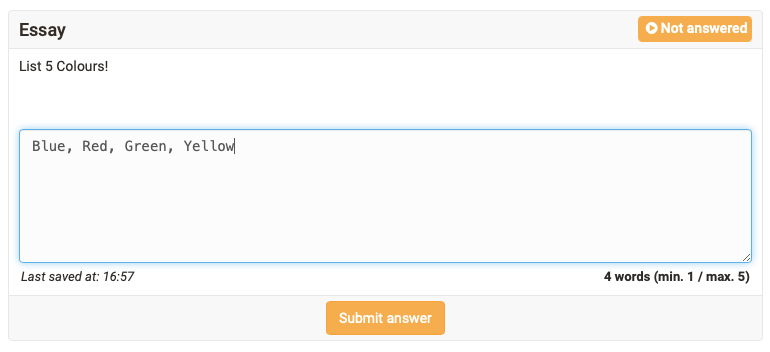 Essay
Not answered
List 5 Colours!
Blue, Red, Green, Yellow
Last saved at: 16:57
4 words (min. 1 / max. 5)
Submit answer